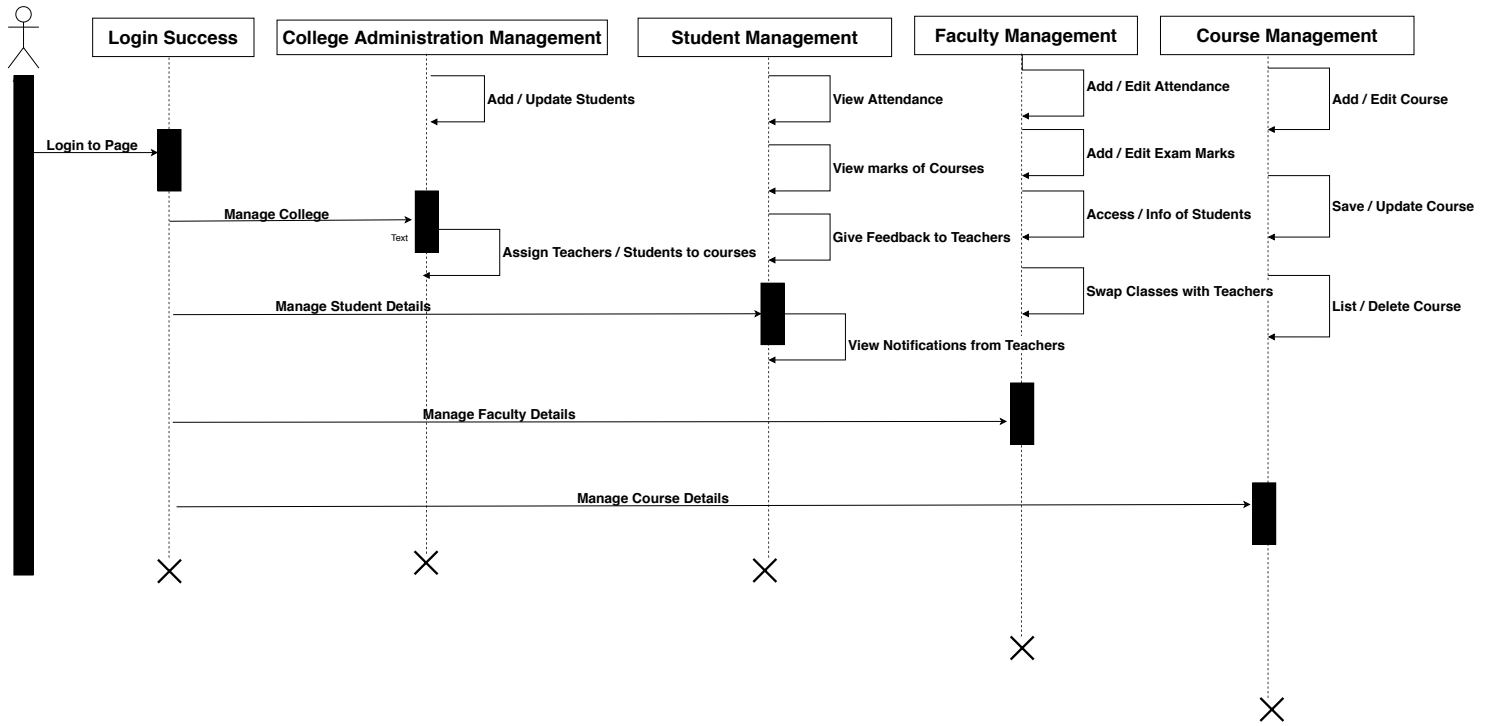 Login Success
College Administration Management
Student Management
Faculty Management
Course Management
Add / Update Students
View Attendance
Add / Edit Attendance
Add / Edit Course
Login to Page
View marks of Courses
Add / Edit Exam Marks
Manage College
Text
Give Feedback to Teachers
Access / Info of Students
Save / Update Course
Assign Teachers / Students to courses
Manage Student Details
Swap Classes with Teachers
List / Delete Course
View Notifications from Teachers
Manage Faculty Details
Manage Course Details